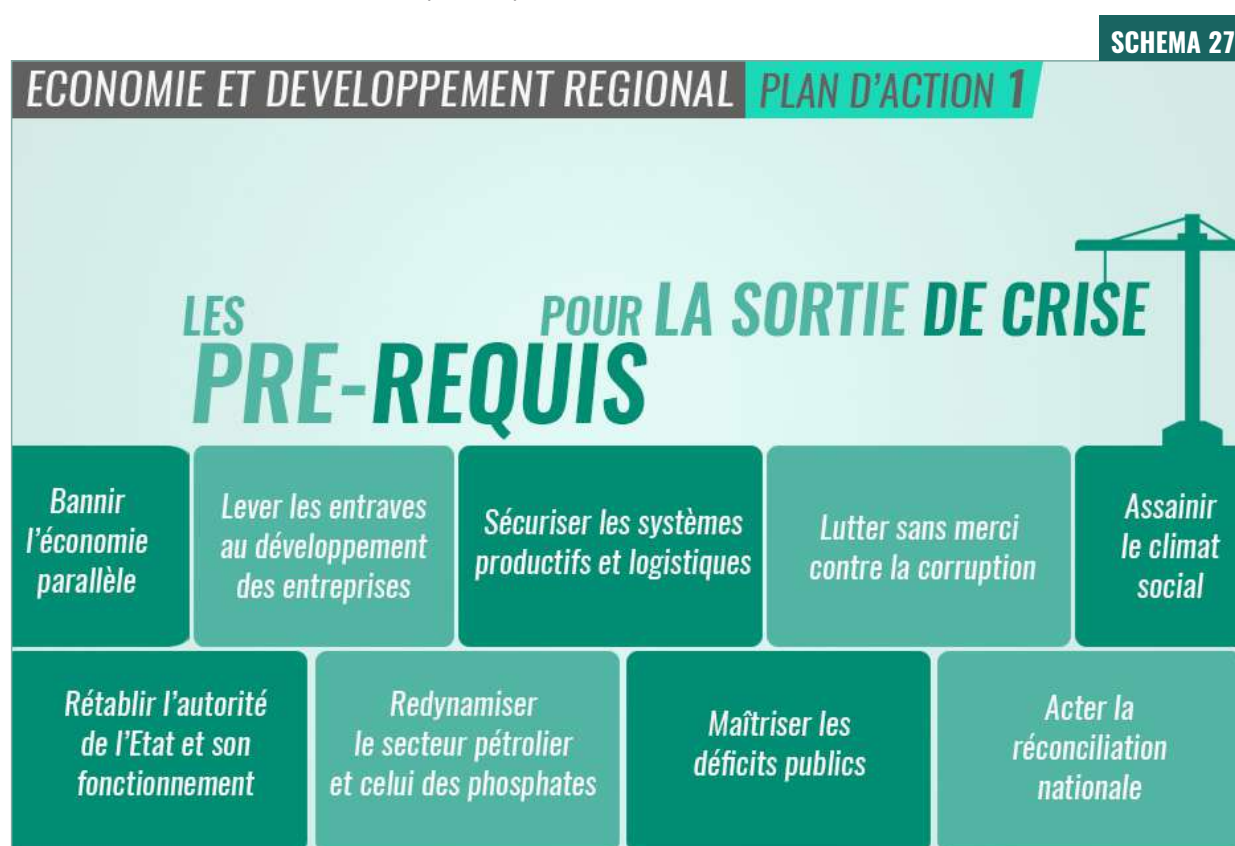 SCHEMA 27
ECONOMIE ET DEVELOPPEMENT REGIONAL PLAN D'ACTION 1
LES
PRE-REQUIS
POUR LA SORTIE DE CRISE
Bannir
l'économie
parallèle
Lever les entraves
au développement
des entreprises
Sécuriser les systèmes
productifs et logistiques
Lutter sans merci
contre la corruption
Assainir
le climat
social
Rétablir l'autorité
de l'Etat et son
fonctionnement
Redynamiser
le secteur pétrolier
et celui des phosphates
Maîtriser les
déficits publics
Acter la
réconciliation
nationale